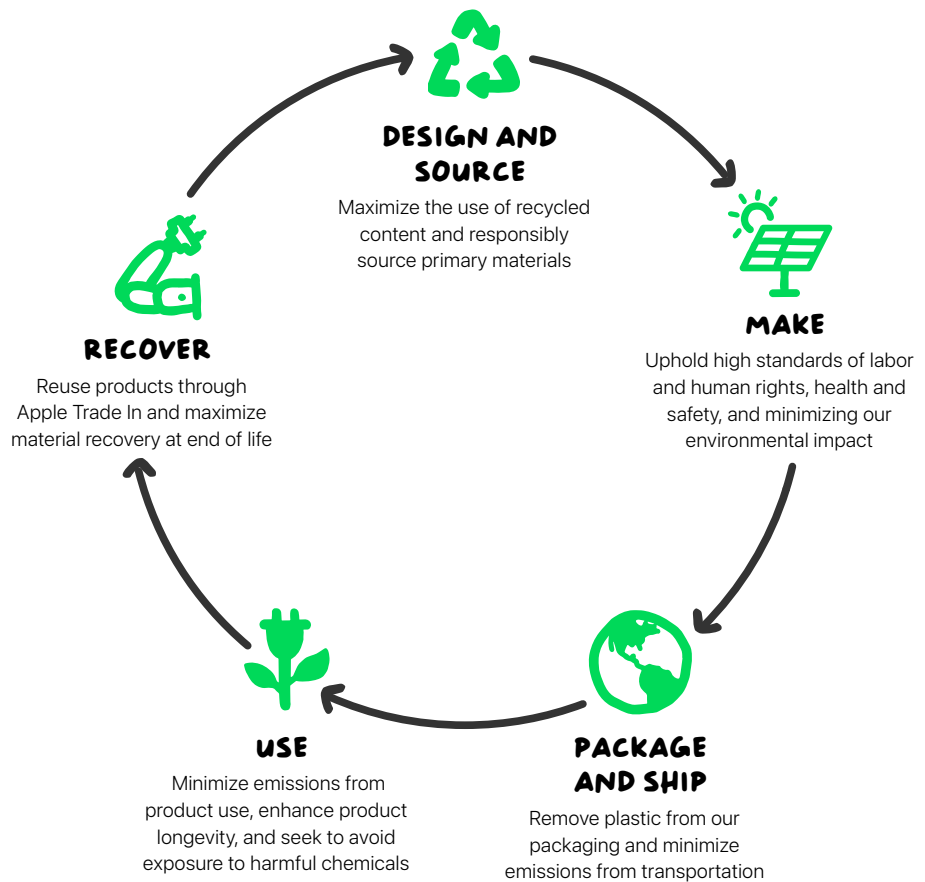 DESIGN AND
SOURCE
Maximize the use of recycled
content and responsibly
source primary materials
MAKE
Uphold high standards of labor
and human rights, health and
safety, and minimizing our
environmental impact
PACKAGE
AND SHIP
Remove plastic from our
packaging and minimize
emissions from transportation
USE
Minimize emissions from
product use, enhance product
longevity, and seek to avoid
exposure to harmful chemicals
RECOVER
Reuse products through
Apple Trade In and maximize
material recovery at end of life